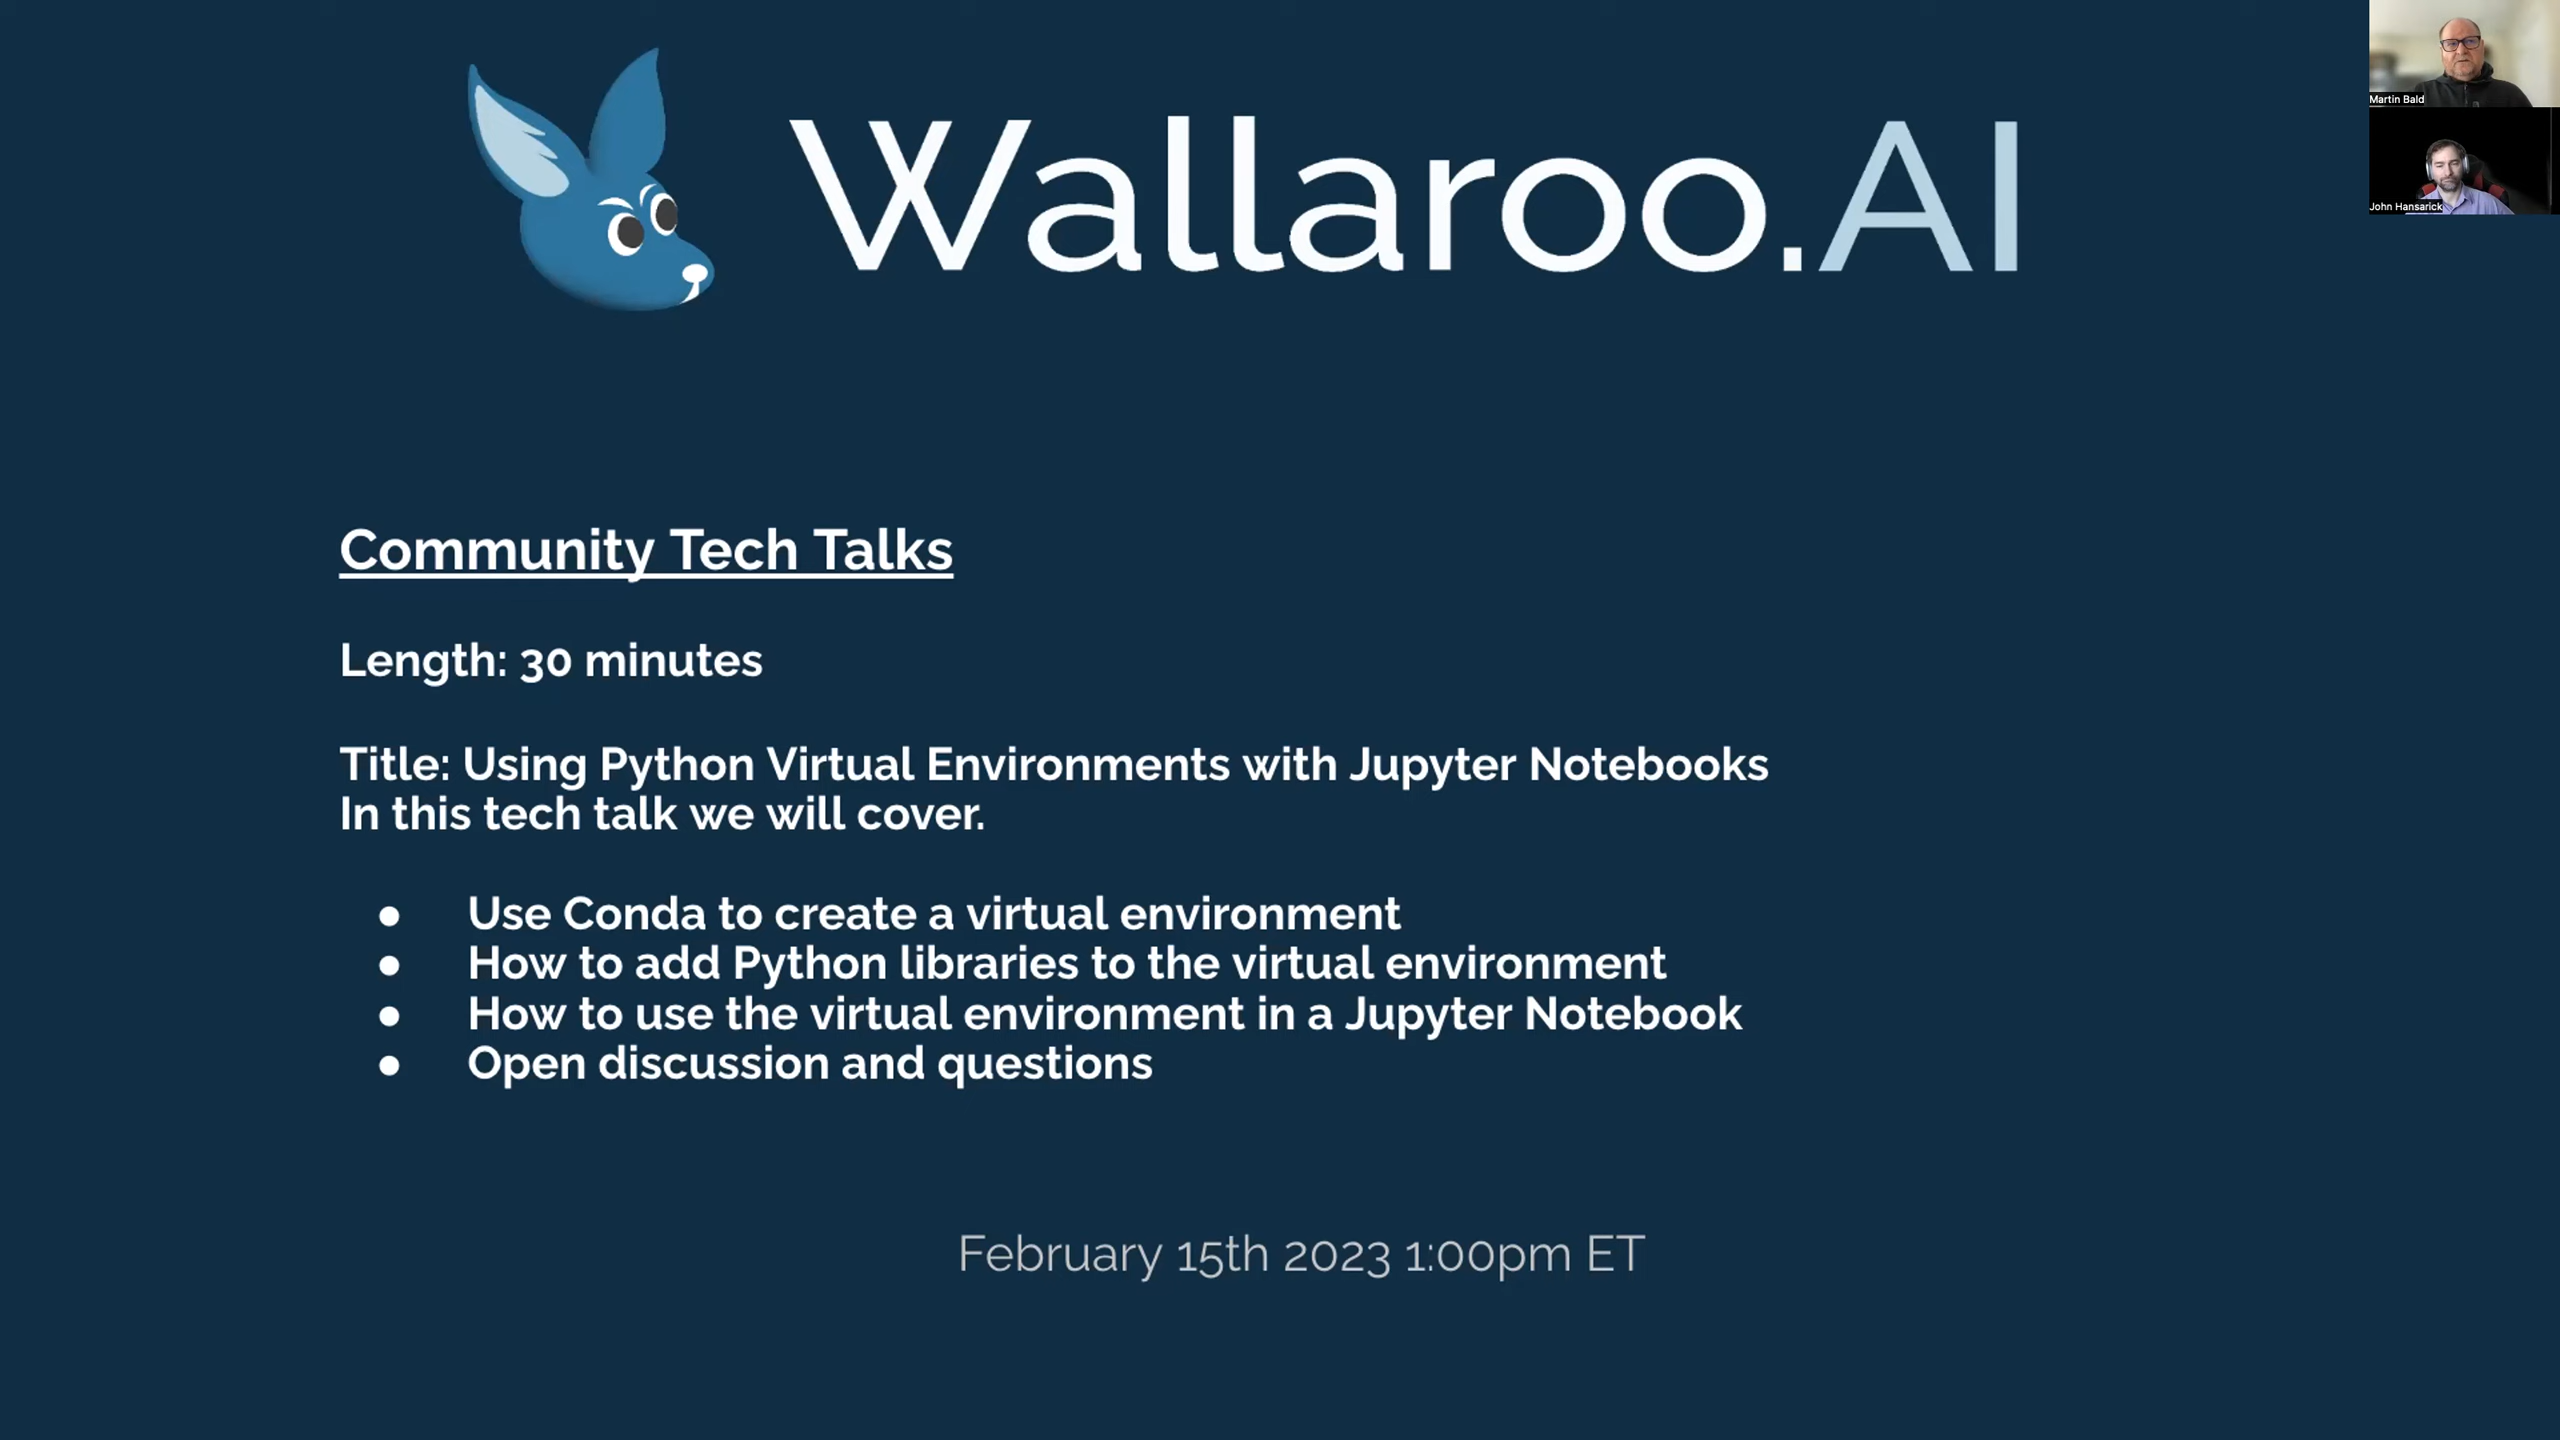 Wallaroo.AI
Martin Bald
John Hansarick
Community Tech Talks
Length: 30 minutes
Title: Using Python Virtual Environments with Jupyter Notebooks
In this tech talk we will cover.
● Use Conda to create a virtual environment
● How to add Python libraries to the virtual environment
● How to use the virtual environment in a Jupyter Notebook
● Open discussion and questions
February 15th 2023 1:00pm ET